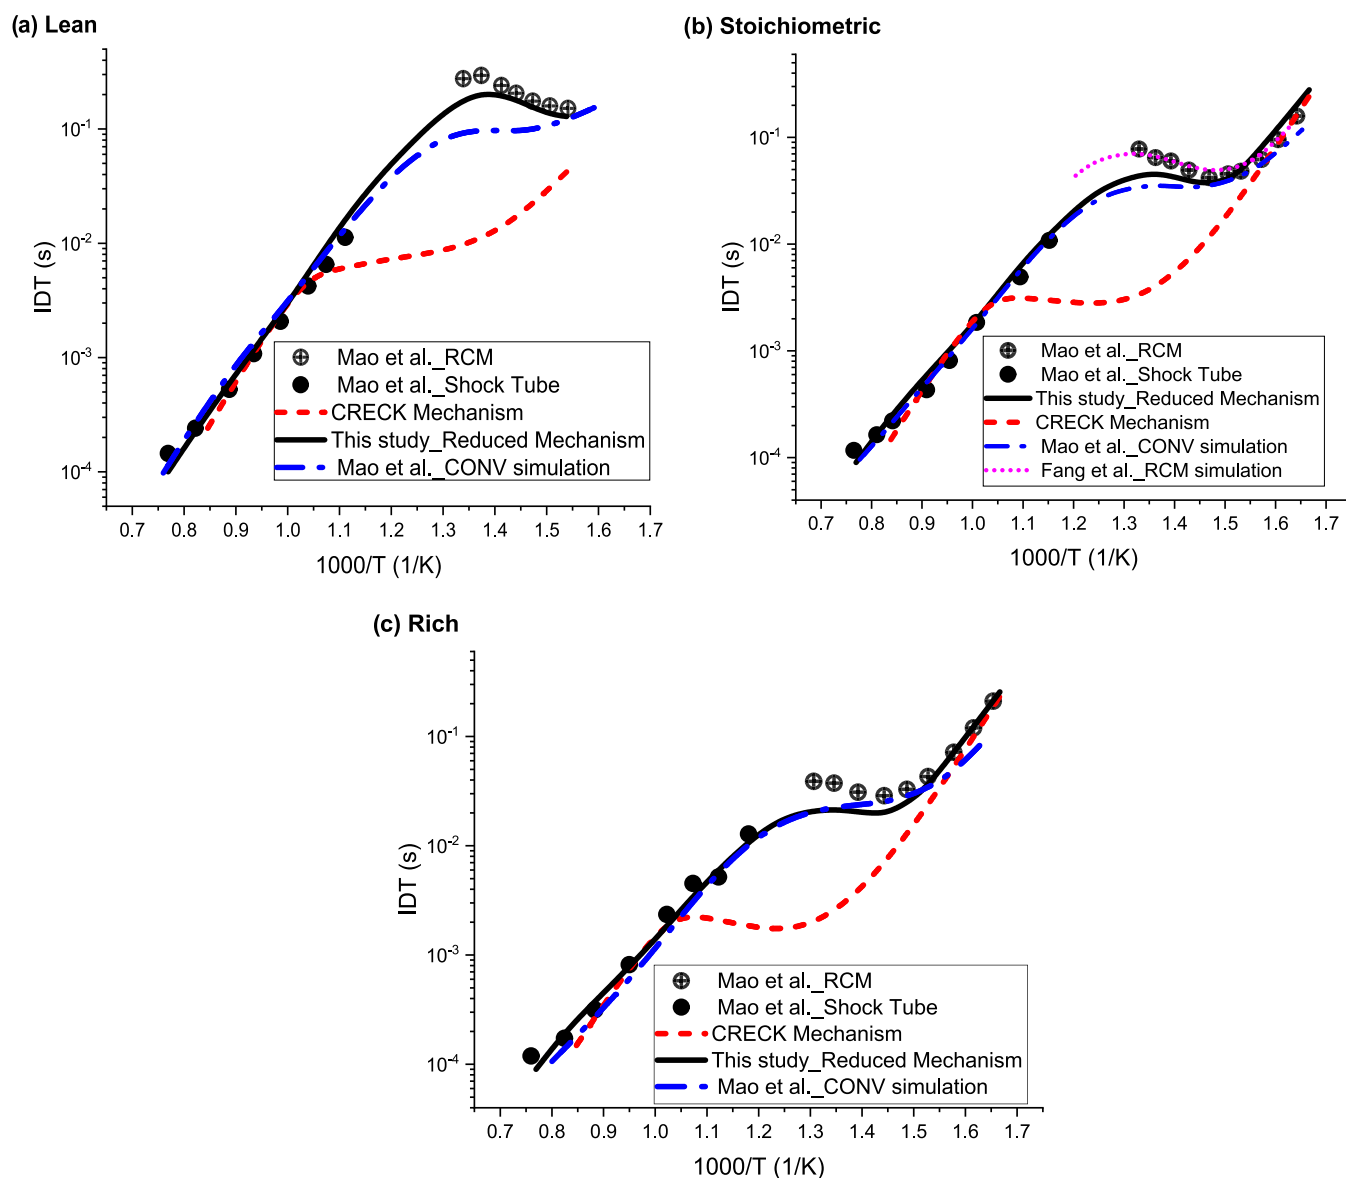 (a) Lean
IDT (s)
10-1
10-2
10-3
10-4
Mao et al._RCM
Mao et al._Shock Tube
CRECK Mechanism
This study_Reduced Mechanism
Mao et al._CONV simulation
0.7 0.8 0.9 1.0 1.1 1.2 1.3 1.4 1.5 1.6 1.7
1000/T (1/K)
(b) Stoichiometric
IDT (s)
10-1
10-2
10-3
10-4
Mao et al._RCM
Mao et al._Shock Tube
This study_Reduced Mechanism
CRECK Mechanism
Mao et al._CONV simulation
Fang et al._RCM simulation
0.7 0.8 0.9 1.0 1.1 1.2 1.3 1.4 1.5 1.6 1.7
1000/T (1/K)
(c) Rich
IDT (s)
10-1
10-2
10-3
10-4
Mao et al._RCM
Mao et al._Shock Tube
CRECK Mechanism
This study_Reduced Mechanism
Mao et al._CONV simulation
0.7 0.8 0.9 1.0 1.1 1.2 1.3 1.4 1.5 1.6 1.7
1000/T (1/K)